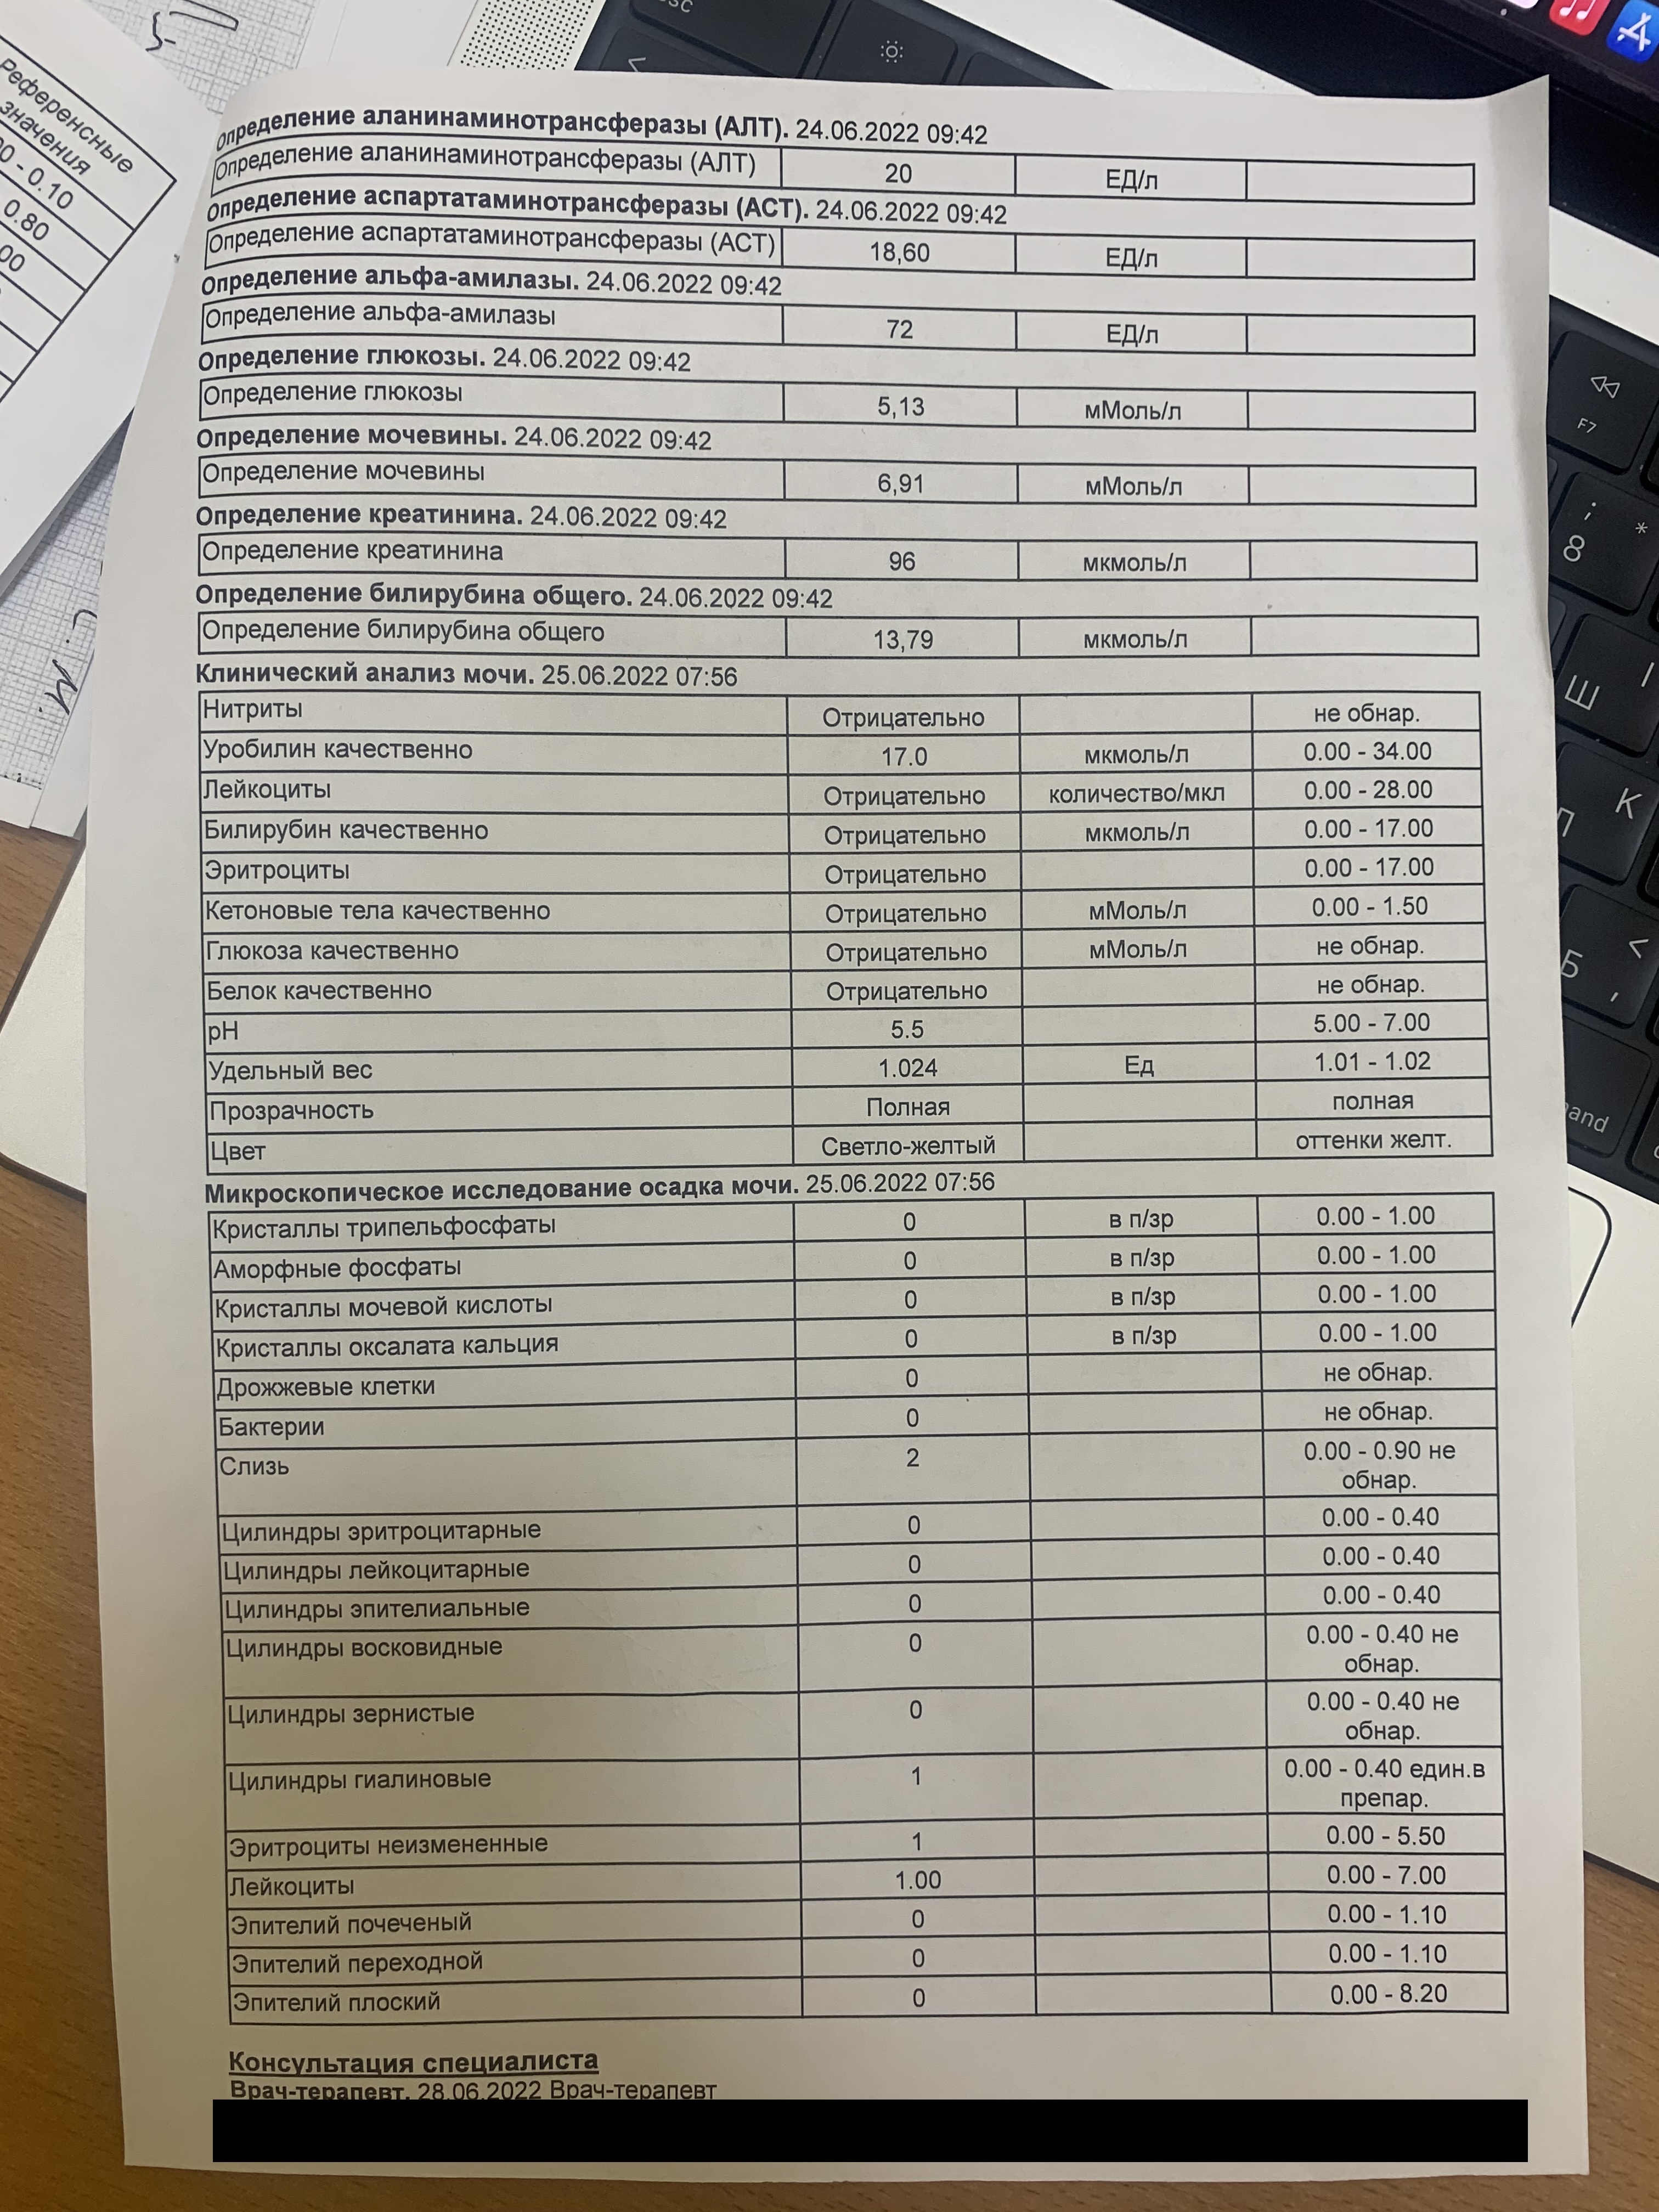 Референсные
значения
0 - 0.10
0.80
00
Определение аланинаминотрансферазы (АЛТ). 24.06.2022 09:42
Определение аланинаминотрансферазы (АЛТ) 20 ЕД/л
Определение аспартатаминотрансферазы (АСТ). 24.06.2022 09:42
Определение аспартатаминотрансферазы (АСТ) 18,60 ЕД/л
Определение альфа-амилазы. 24.06.2022 09:42
Определение альфа-амилазы 72 ЕД/л
Определение глюкозы. 24.06.2022 09:42
Определение глюкозы 5,13 мМоль/л
Определение мочевины. 24.06.2022 09:42
Определение мочевины 6,91 мМоль/л
Определение креатинина. 24.06.2022 09:42
Определение креатинина 96 мкмоль/л
Определение билирубина общего. 24.06.2022 09:42
Определение билирубина общего 13,79 мкмоль/л
Клинический анализ мочи. 25.06.2022 07:56
Нитриты Отрицательно не обнар.
Уробилин качественно 17.0 мкмоль/л 0.00 - 34.00
Лейкоциты Отрицательно количество/мкл 0.00 - 28.00
Билирубин качественно Отрицательно мкмоль/л 0.00 - 17.00
Эритроциты Отрицательно 0.00 - 17.00
Кетоновые тела качественно Отрицательно мМоль/л 0.00 - 1.50
Глюкоза качественно Отрицательно мМоль/л не обнар.
Белок качественно Отрицательно не обнар.
pH 5.5 5.00 - 7.00
Удельный вес 1.024 Ед 1.01 - 1.02
Прозрачность Полная полная
Цвет Светло-желтый оттенки желт.
Микроскопическое исследование осадка мочи. 25.06.2022 07:56
Кристаллы трипельфосфаты 0 в п/зр 0.00 - 1.00
Аморфные фосфаты 0 в п/зр 0.00 - 1.00
Кристаллы мочевой кислоты 0 в п/зр 0.00 - 1.00
Кристаллы оксалата кальция 0 в п/зр 0.00 - 1.00
Дрожжевые клетки 0 не обнар.
Бактерии 0 не обнар.
Слизь 2 0.00 - 0.90 не
обнар.
Цилиндры эритроцитарные 0 0.00 - 0.40
Цилиндры лейкоцитарные 0 0.00 - 0.40
Цилиндры эпителиальные 0 0.00 - 0.40
Цилиндры восковидные 0 0.00 - 0.40 не
обнар.
Цилиндры зернистые 0 0.00 - 0.40 не
обнар.
Цилиндры гиалиновые 1 0.00 - 0.40 един.в
препар.
Эритроциты неизмененные 1 0.00 - 5.50
Лейкоциты 1.00 0.00 - 7.00
Эпителий почеченый 0 0.00 - 1.10
Эпителий переходной 0 0.00 - 1.10
Эпителий плоский 0 0.00 - 8.20
Консультация специалиста
Врач-терапевт. 28.06.2022 Врач-терапевт
F7
8
*
Ш
I
К
Б
<
,